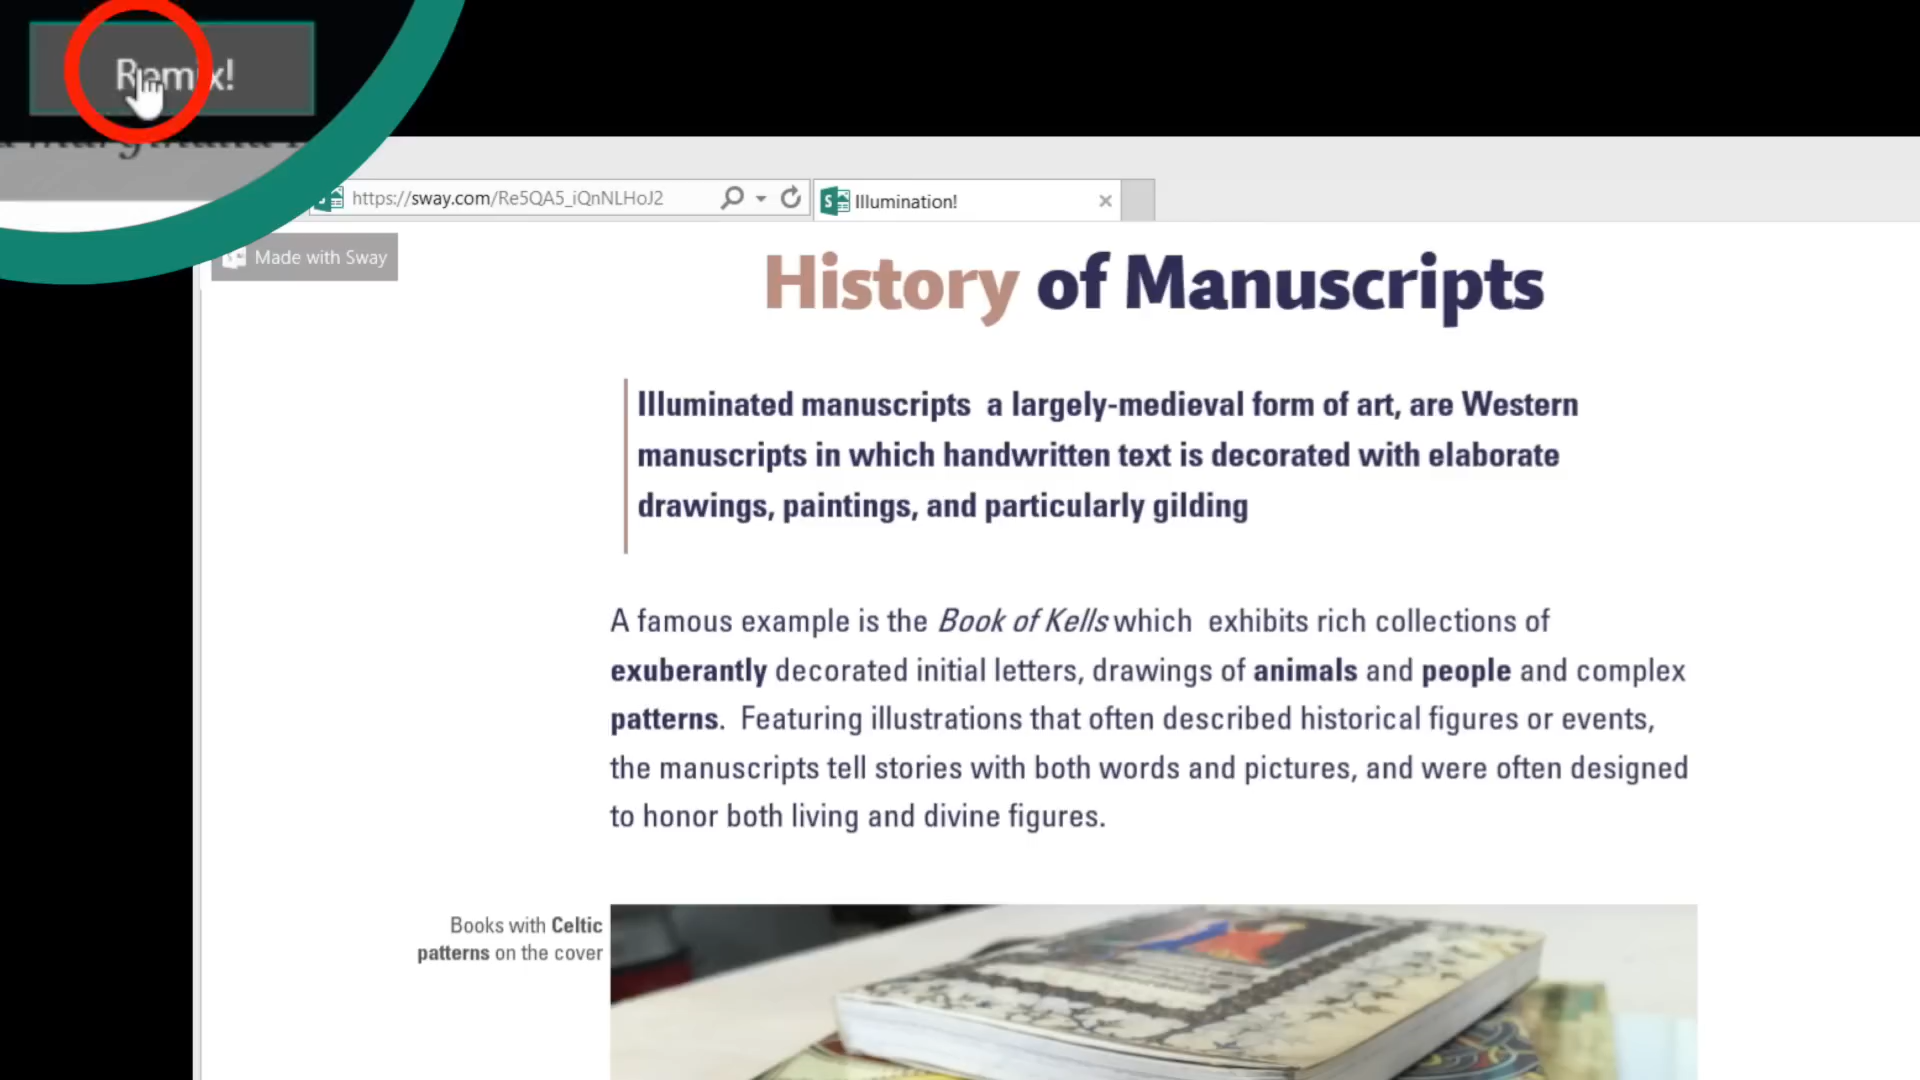 Remix!
https://sway.com/Re5QA5_iQnNLHoJ2
Illumination!
Made with Sway
History of Manuscripts
Illuminated manuscripts  a largely-medieval form of art, are Western
manuscripts in which handwritten text is decorated with elaborate
drawings, paintings, and particularly gilding
A famous example is the Book of Kells which  exhibits rich collections of
exuberantly decorated initial letters, drawings of animals and people and complex
patterns.  Featuring illustrations that often described historical figures or events,
the manuscripts tell stories with both words and pictures, and were often designed
to honor both living and divine figures.
Books with Celtic
patterns on the cover